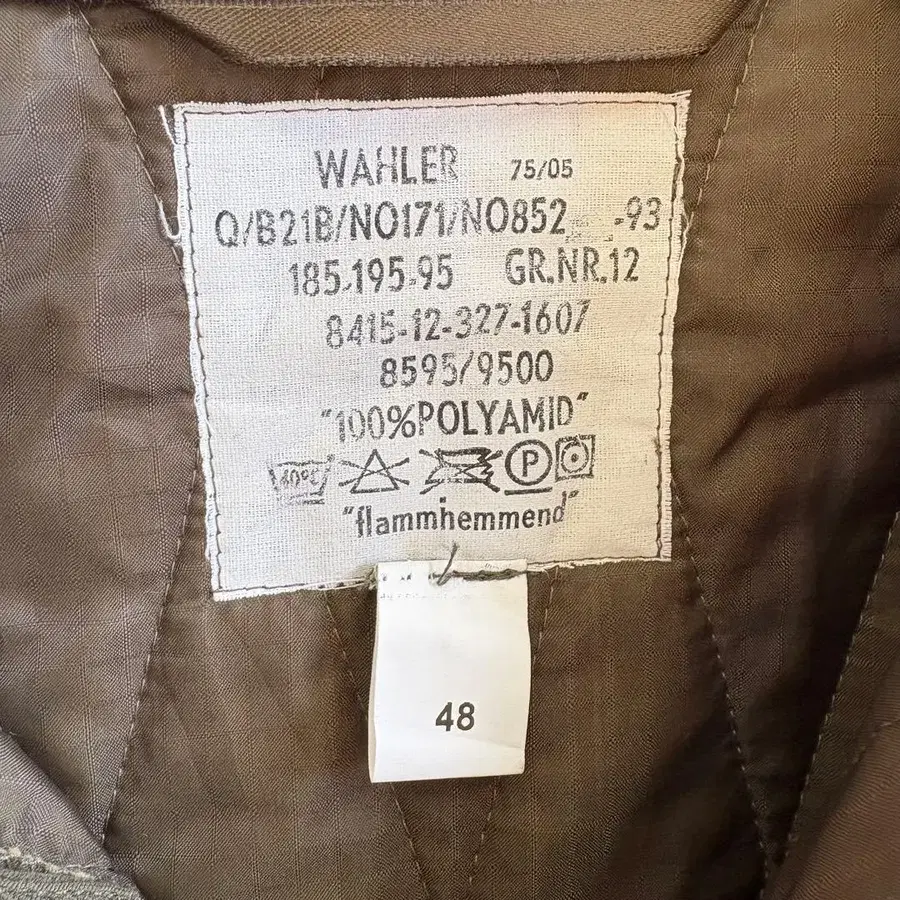 WAHLER 75/05
Q/B21B/NO171/NO852 -93
185.195.95 GR.NR.12
8415-12-327-1607
8595/9500
"100%POLYAMID"
40°C P
"flammhemmend"
48